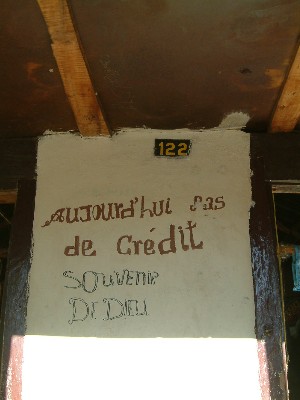 122
Aujourd'hui Pas
de Crédit
SOUVENIR
DE DIEU